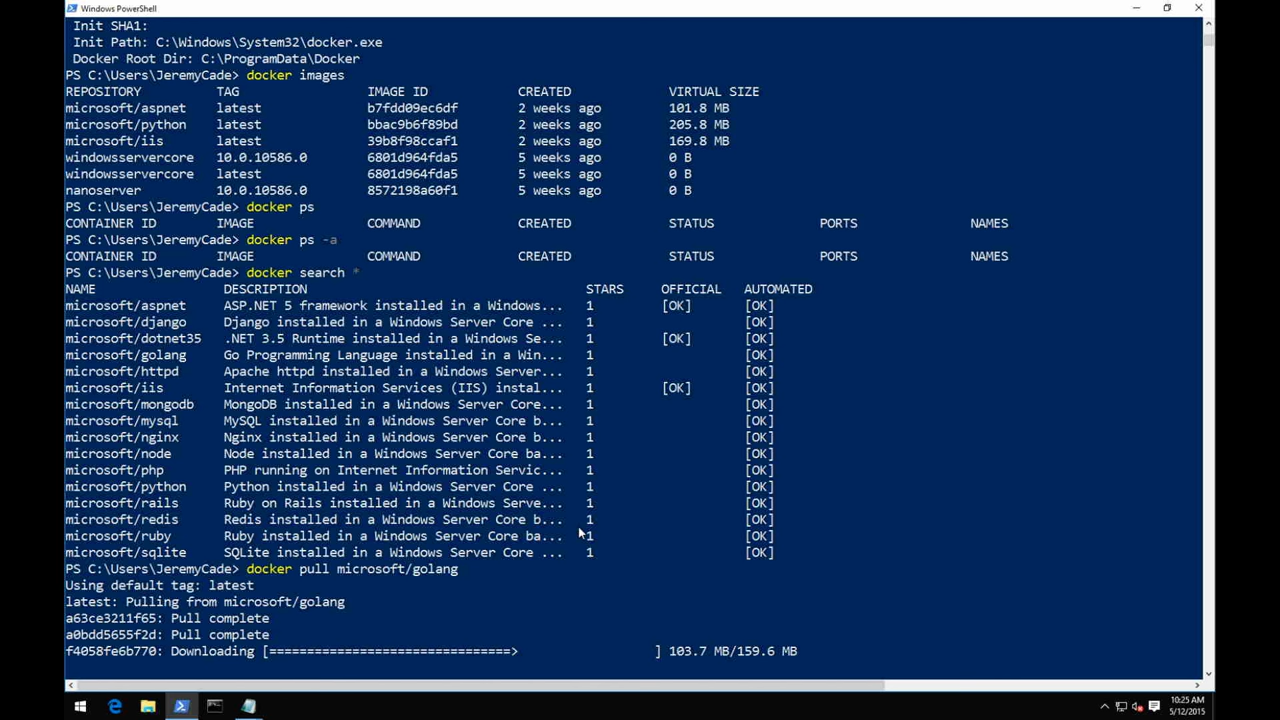 Windows PowerShell
Init SHA1:
Init Path: C:\Windows\System32\docker.exe
Docker Root Dir: C:\ProgramData\Docker
PS C:\Users\JeremyCade> docker images
REPOSITORY TAG IMAGE ID CREATED VIRTUAL SIZE
microsoft/aspnet latest b7fdd09ec6df 2 weeks ago 101.8 MB
microsoft/python latest bbac9b6f89bd 2 weeks ago 205.8 MB
microsoft/iis latest 39b8f98ccaf1 2 weeks ago 169.8 MB
windowsservercore 10.0.10586.0 6801d964fda5 5 weeks ago 0 B
windowsservercore latest 6801d964fda5 5 weeks ago 0 B
nanoserver 10.0.10586.0 8572198a60f1 5 weeks ago 0 B
PS C:\Users\JeremyCade> docker ps
CONTAINER ID IMAGE COMMAND CREATED STATUS PORTS NAMES
PS C:\Users\JeremyCade> docker ps -a
CONTAINER ID IMAGE COMMAND CREATED STATUS PORTS NAMES
PS C:\Users\JeremyCade> docker search *
NAME DESCRIPTION STARS OFFICIAL AUTOMATED
microsoft/aspnet ASP.NET 5 framework installed in a Windows... 1 [OK] [OK]
microsoft/django Django installed in a Windows Server Core ... 1 [OK]
microsoft/dotnet35 .NET 3.5 Runtime installed in a Windows Se... 1 [OK] [OK]
microsoft/golang Go Programming Language installed in a Win... 1 [OK]
microsoft/httpd Apache httpd installed in a Windows Server... 1 [OK]
microsoft/iis Internet Information Services (IIS) instal... 1 [OK] [OK]
microsoft/mongodb MongoDB installed in a Windows Server Core... 1 [OK]
microsoft/mysql MySQL installed in a Windows Server Core b... 1 [OK]
microsoft/nginx Nginx installed in a Windows Server Core b... 1 [OK]
microsoft/node Node installed in a Windows Server Core ba... 1 [OK]
microsoft/php PHP running on Internet Information Servic... 1 [OK]
microsoft/python Python installed in a Windows Server Core ... 1 [OK]
microsoft/rails Ruby on Rails installed in a Windows Serve... 1 [OK]
microsoft/redis Redis installed in a Windows Server Core b... 1 [OK]
microsoft/ruby Ruby installed in a Windows Server Core ba... 1 [OK]
microsoft/sqlite SQLite installed in a Windows Server Core ... 1 [OK]
PS C:\Users\JeremyCade> docker pull microsoft/golang
Using default tag: latest
latest: Pulling from microsoft/golang
a63ce3211f65: Pull complete
a0bdd5655f2d: Pull complete
f4058fe6b770: Downloading [================================> ] 103.7 MB/159.6 MB
10:25 AM
5/12/2015